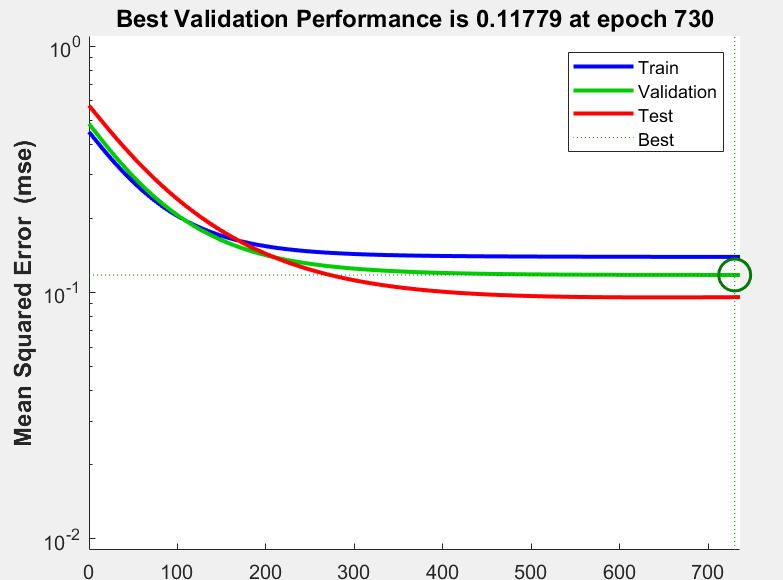 Best Validation Performance is 0.11779 at epoch 730
10^0
Train
Validation
Test
Best
Mean Squared Error (mse)
10^-1
10^-2
0 100 200 300 400 500 600 700